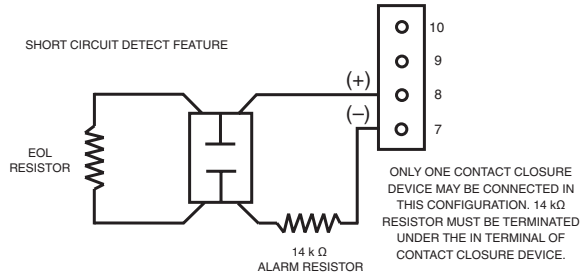 SHORT CIRCUIT DETECT FEATURE
10
9
(+)
8
(–)
7
EOL
RESISTOR
14 k Ω
ALARM RESISTOR
ONLY ONE CONTACT CLOSURE
DEVICE MAY BE CONNECTED IN
THIS CONFIGURATION. 14 kΩ
RESISTOR MUST BE TERMINATED
UNDER THE IN TERMINAL OF
CONTACT CLOSURE DEVICE.